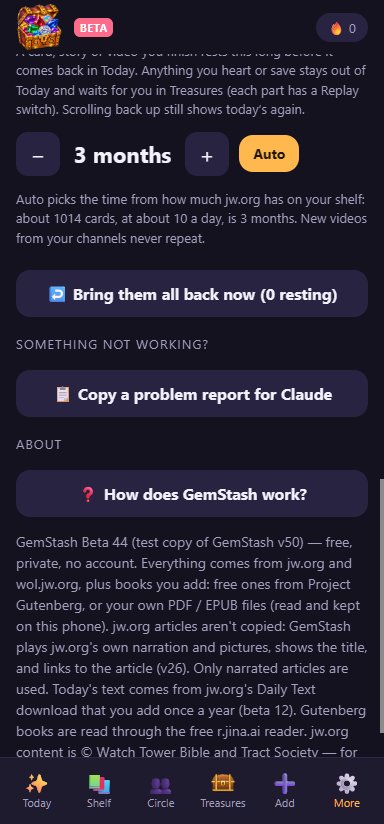 BETA
0
A card, story or video you finish rests this long before it
comes back in Today. Anything you heart or save stays out of
Today and waits for you in Treasures (each part has a Replay
switch). Scrolling back up still shows today's again.
– 3 months + Auto
Auto picks the time from how much jw.org has on your shelf:
about 1014 cards, at about 10 a day, is 3 months. New videos
from your channels never repeat.
Bring them all back now (0 resting)
SOMETHING NOT WORKING?
Copy a problem report for Claude
ABOUT
How does GemStash work?
GemStash Beta 44 (test copy of GemStash v50) — free,
private, no account. Everything comes from jw.org and
wol.jw.org, plus books you add: free ones from Project
Gutenberg, or your own PDF / EPUB files (read and kept
on this phone). jw.org articles aren't copied: GemStash
plays jw.org's own narration and pictures, shows the title,
and links to the article (v26). Only narrated articles are
used. Today's text comes from jw.org's Daily Text
download that you add once a year (beta 12). Gutenberg
books are read through the free r.jina.ai reader. jw.org
content is © Watch Tower Bible and Tract Society — for
Today Shelf Circle Treasures Add More